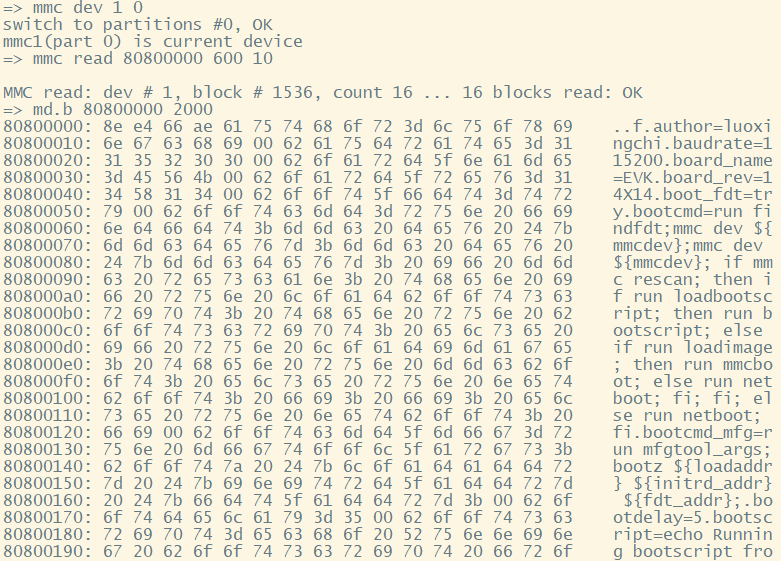 => mmc dev 1 0
switch to partitions #0, OK
mmc1(part 0) is current device
=> mmc read 80800000 600 10

MMC read: dev # 1, block # 1536, count 16 ... 16 blocks read: OK
=> md.b 80800000 2000
80800000: 8e e4 66 ae 61 75 74 68 6f 72 3d 6c 75 6f 78 69    ..f.author=luoxi
80800010: 6e 67 63 68 69 00 62 61 75 64 72 61 74 65 3d 31    ngchi.baudrate=1
80800020: 31 35 32 30 30 00 62 6f 61 72 64 5f 6e 61 6d 65    15200.board_name
80800030: 3d 45 56 4b 00 62 6f 61 72 64 5f 72 65 76 3d 31    =EVK.board_rev=1
80800040: 34 58 31 34 00 62 6f 6f 74 5f 66 64 74 3d 74 72    4X14.boot_fdt=tr
80800050: 79 00 62 6f 6f 74 63 6d 64 3d 72 75 6e 20 66 69    y.bootcmd=run fi
80800060: 6e 64 66 64 74 3b 6d 6d 63 20 64 65 76 20 24 7b    ndfdt;mmc dev ${
80800070: 6d 6d 63 64 65 76 7d 3b 6d 6d 63 20 64 65 76 20    mmcdev};mmc dev
80800080: 24 7b 6d 6d 63 64 65 76 7d 3b 20 69 66 20 6d 6d    ${mmcdev}; if mm
80800090: 63 20 72 65 73 63 61 6e 3b 20 74 68 65 6e 20 69    c rescan; then i
808000a0: 66 20 72 75 6e 20 6c 6f 61 64 62 6f 6f 74 73 63    f run loadbootsc
808000b0: 72 69 70 74 3b 20 74 68 65 6e 20 72 75 6e 20 62    ript; then run b
808000c0: 6f 6f 74 73 63 72 69 70 74 3b 20 65 6c 73 65 20    ootscript; else
808000d0: 69 66 20 72 75 6e 20 6c 6f 61 64 69 6d 61 67 65    if run loadimage
808000e0: 3b 20 74 68 65 6e 20 72 75 6e 20 6d 6d 63 62 6f    ; then run mmcbo
808000f0: 6f 74 3b 20 65 6c 73 65 20 72 75 6e 20 6e 65 74    ot; else run net
80800100: 62 6f 6f 74 3b 20 66 69 3b 20 66 69 3b 20 65 6c    boot; fi; fi; el
80800110: 73 65 20 72 75 6e 20 6e 65 74 62 6f 6f 74 3b 20    se run netboot;
80800120: 66 69 00 62 6f 6f 74 63 6d 64 5f 6d 66 67 3d 72    fi.bootcmd_mfg=r
80800130: 75 6e 20 6d 66 67 74 6f 6f 6c 5f 61 72 67 73 3b    un mfgtool_args;
80800140: 62 6f 6f 74 7a 20 24 7b 6c 6f 61 64 61 64 64 72    bootz ${loadaddr
80800150: 7d 20 24 7b 69 6e 69 74 72 64 5f 61 64 64 72 7d    } ${initrd_addr}
80800160: 20 24 7b 66 64 74 5f 61 64 64 72 7d 3b 00 62 6f     ${fdt_addr};.bo
80800170: 6f 74 64 65 6c 61 79 3d 35 00 62 6f 6f 74 73 63    otdelay=5.bootsc
80800180: 72 69 70 74 3d 65 63 68 6f 20 52 75 6e 6e 69 6e    ript=echo Runnin
80800190: 67 20 62 6f 6f 74 73 63 72 69 70 74 20 66 72 6f    g bootscript fro